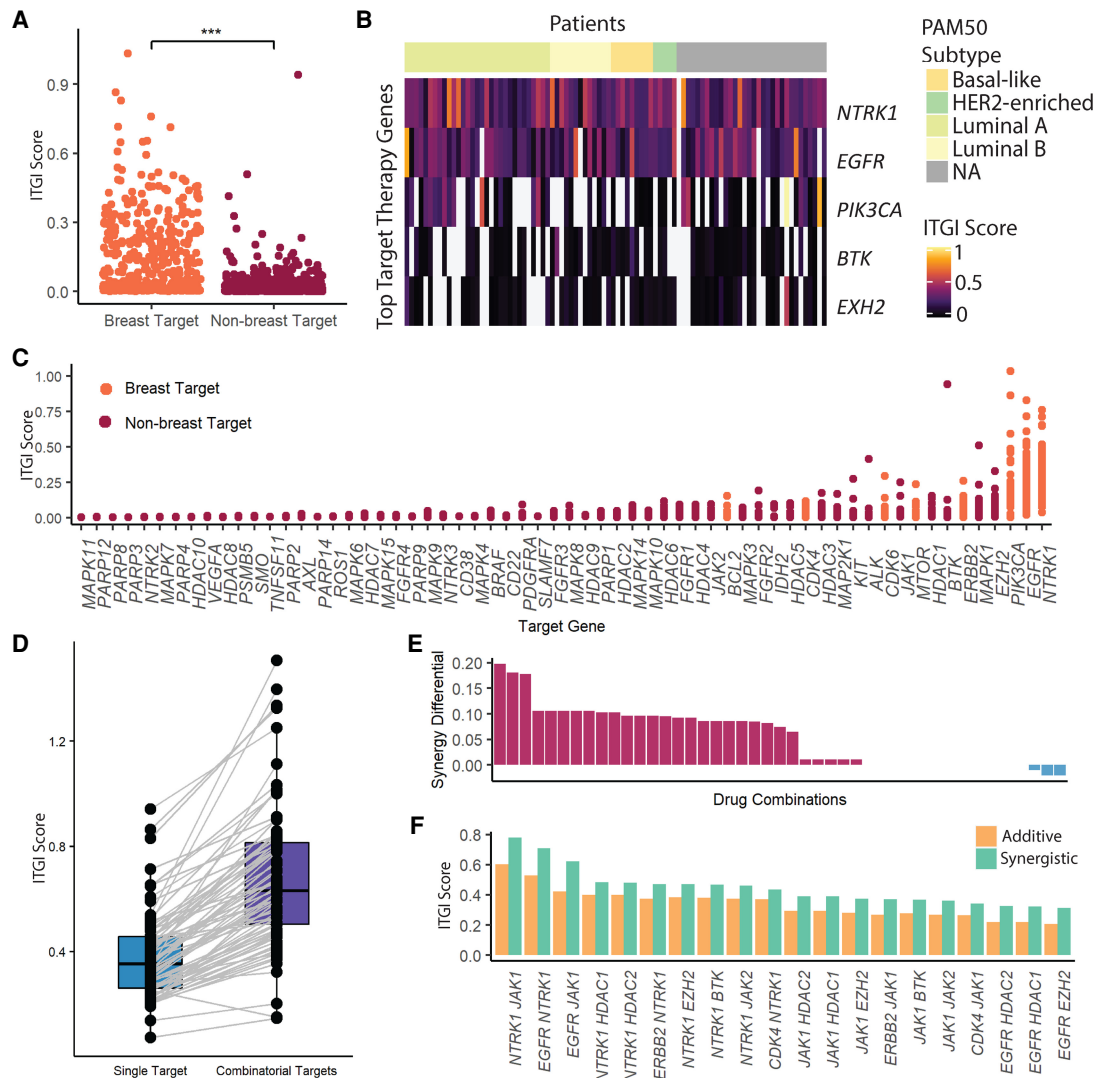 A
***
ITGI Score
0.9
0.6
0.3
0.0
Breast Target
Non-breast Target
B
Patients
Top Target Therapy Genes
NTRK1
EGFR
PIK3CA
BTK
EXH2
PAM50
Subtype
Basal-like
HER2-enriched
Luminal A
Luminal B
NA
ITGI Score
1
0.5
0
C
ITGI Score
1.00
0.75
0.50
0.25
0.00
Breast Target
Non-breast Target
MAPK11
PARP12
PARP8
PARP3
NTRK2
MAPK7
PARP4
HDAC10
VEGFA
HDAC8
PSMB5
SMO
TNFSF11
PARP2
AXL
PARP14
ROS1
MAPK6
HDAC7
MAPK15
FGFR4
PARP9
MAPK9
NTRK3
CD38
MAPK4
BRAF
CD22
PDGFRA
SLAMF7
FGFR3
MAPK8
HDAC9
PARP1
HDAC2
MAPK14
MAPK10
HDAC6
FGFR1
HDAC4
JAK2
BCL2
MAPK3
FGFR2
IDH2
HDAC5
CDK4
HDAC3
MAP2K1
KIT
ALK
CDK6
JAK1
MTOR
HDAC1
BTK
ERBB2
MAPK1
EZH2
PIK3CA
EGFR
NTRK1
Target Gene
D
ITGI Score
1.2
0.8
0.4
Single Target
Combinatorial Targets
E
Synergy Differential
0.20
0.15
0.10
0.05
0.00
Drug Combinations
F
ITGI Score
0.8
0.6
0.4
0.2
0.0
Additive
Synergistic
NTRK1 JAK1
EGFR NTRK1
EGFR JAK1
NTRK1 HDAC1
NTRK1 HDAC2
ERBB2 NTRK1
NTRK1 EZH2
NTRK1 BTK
NTRK1 JAK2
CDK4 NTRK1
JAK1 HDAC2
JAK1 HDAC1
JAK1 EZH2
ERBB2 JAK1
JAK1 BTK
JAK1 JAK2
CDK4 JAK1
EGFR HDAC2
EGFR HDAC1
EGFR EZH2